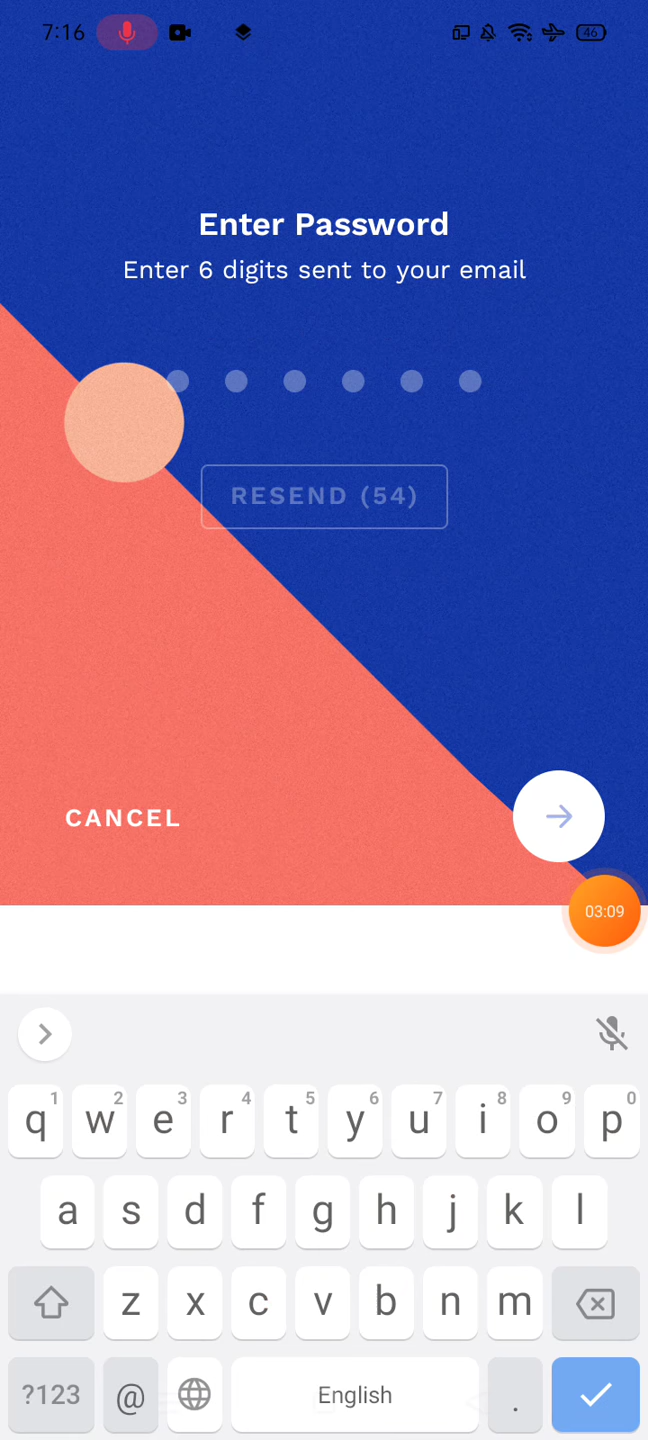 7:16
46
Enter Password
Enter 6 digits sent to your email
RESEND (54)
CANCEL
03:09
1 2 3 4 5 6 7 8 9 0
q w e r t y u i o p
a s d f g h j k l
z x c v b n m
?123 @ English .